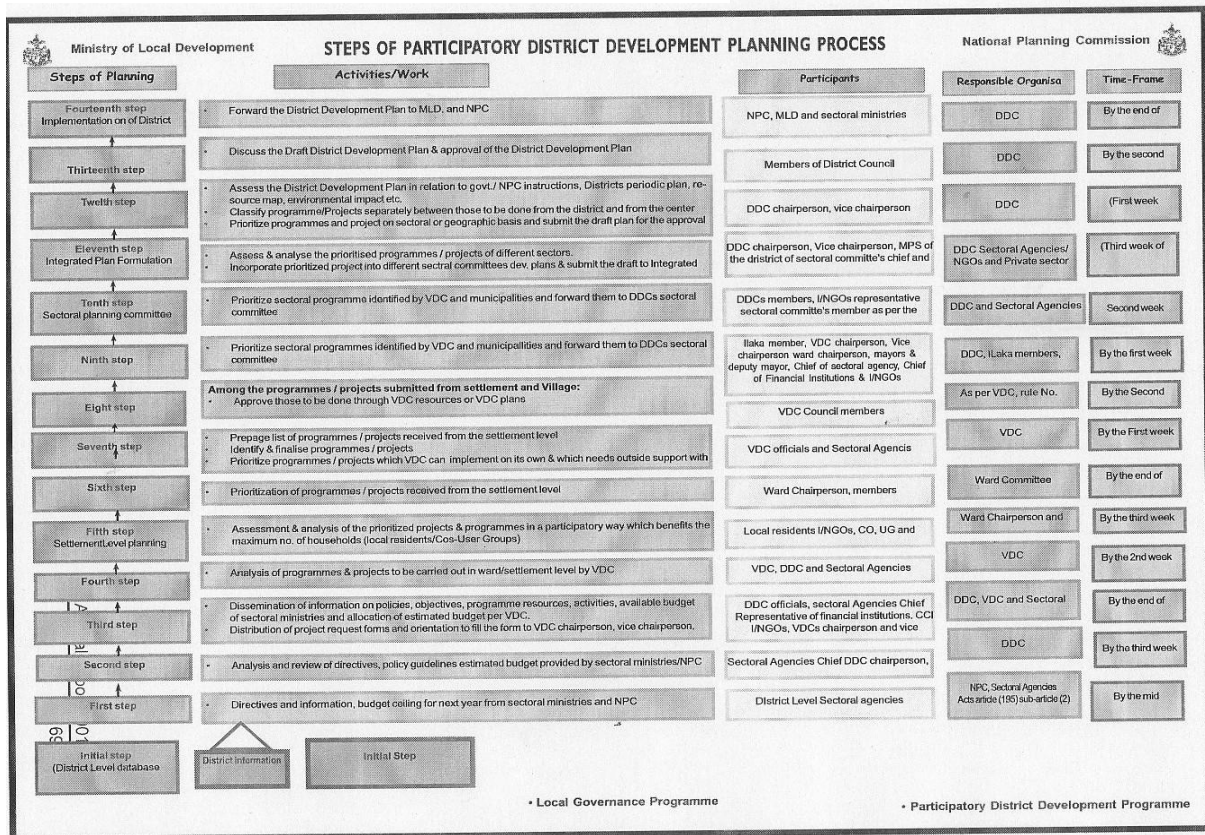 Ministry of Local Development
STEPS OF PARTICIPATORY DISTRICT DEVELOPMENT PLANNING PROCESS
National Planning Commission
Steps of Planning
Activities/Work
Participants
Responsible Organisa
Time-Frame
Fourteenth step
Implementation on of District
• Forward the District Development Plan to MLD, and NPC
NPC, MLD and sectoral ministries
DDC
By the end of
Thirteenth step
• Discuss the Draft District Development Plan & approval of the District Development Plan
Members of District Council
DDC
By the second
Twelth step
• Assess the District Development Plan in relation to govt./ NPC instructions, Districts periodic plan, re-
source map, environmental impact etc.
• Classify programme/Projects separately between those to be done from the district and from the center
• Prioritize programmes and project on sectoral or geographic basis and submit the draft plan for the approval
DDC chairperson, vice chairperson
DDC
(First week
Eleventh step
Integrated Plan Formulation
• Assess & analyse the prioritised programmes / projects of different sectors.
• Incorporate prioritized project into different sectral committees dev. plans & submit the draft to Integrated
DDC chairperson, Vice chairperson, MPS of
the dristrict of sectoral committe's chief and
DDC Sectoral Agencies/
NGOs and Private sector
(Third week of
Tenth step
Sectoral planning committee
• Prioritize sectoral programme identified by VDC and municipalities and forward them to DDCs sectoral
committee
DDCs members, I/NGOs representative
sectoral committe's member as per the
DDC and Sectoral Agencies
Second week
Ninth step
• Prioritize sectoral programmes identified by VDC and municipallities and forward them to DDCs sectoral
committee
Ilaka member, VDC chairperson, Vice
chairperson ward chairperson, mayors &
deputy mayor, Chief of sectoral agency, Chief
of Financial Institutions & I/NGOs
DDC, ILaka members,
By the first week
Eight step
Among the programmes / projects submitted from settlement and Village:
• Approve those to be done through VDC resources or VDC plans
VDC Council members
As per VDC, rule No.
By the Second
Seventh step
• Prepage list of programmes / projects received from the settlement level
• Identify & finalise programmes / projects
• Prioritize programmes / projects which VDC can implement on its own & which needs outside support with
VDC officials and Sectoral Agencis
VDC
By the First week
Sixth step
• Prioritization of programmes / projects received from the settlement level
Ward Chairperson, members
Ward Committee
By the end of
Fifth step
SettlementLevel planning
• Assessment & analysis of the prioritized projects & programmes in a participatory way which benefits the
maximum no. of households (local residents/Cos-User Groups)
Local residents I/NGOs, CO, UG and
Ward Chairperson and
By the third week
Fourth step
• Analysis of programmes & projects to be carried out in ward/settlement level by VDC
VDC, DDC and Sectoral Agencies
VDC
By the 2nd week
Third step
• Dissemination of information on policies, objectives, programme resources, activities, available budget
of sectoral ministries and allocation of estimated budget per VDC.
• Distribution of project request forms and orientation to fill the form to VDC chairperson, vice chairperson,
DDC officials, sectoral Agencies Chief
Representative of financial institutions, CCI
I/NGOs, VDCs chairperson and vice
DDC, VDC and Sectoral
By the end of
Second step
• Analysis and review of directives, policy guidelines estimated budget provided by sectoral ministries/NPC
Sectoral Agencies Chief DDC chairperson,
DDC
By the third week
First step
• Directives and information, budget ceiling for next year from sectoral ministries and NPC
District Level Sectoral agencies
NPC, Sectoral Agencies
Acts article (195) sub-article (2)
By the mid
Initial step
(District Level database
District Information
Initial Step
• Local Governance Programme
• Participatory District Development Programme